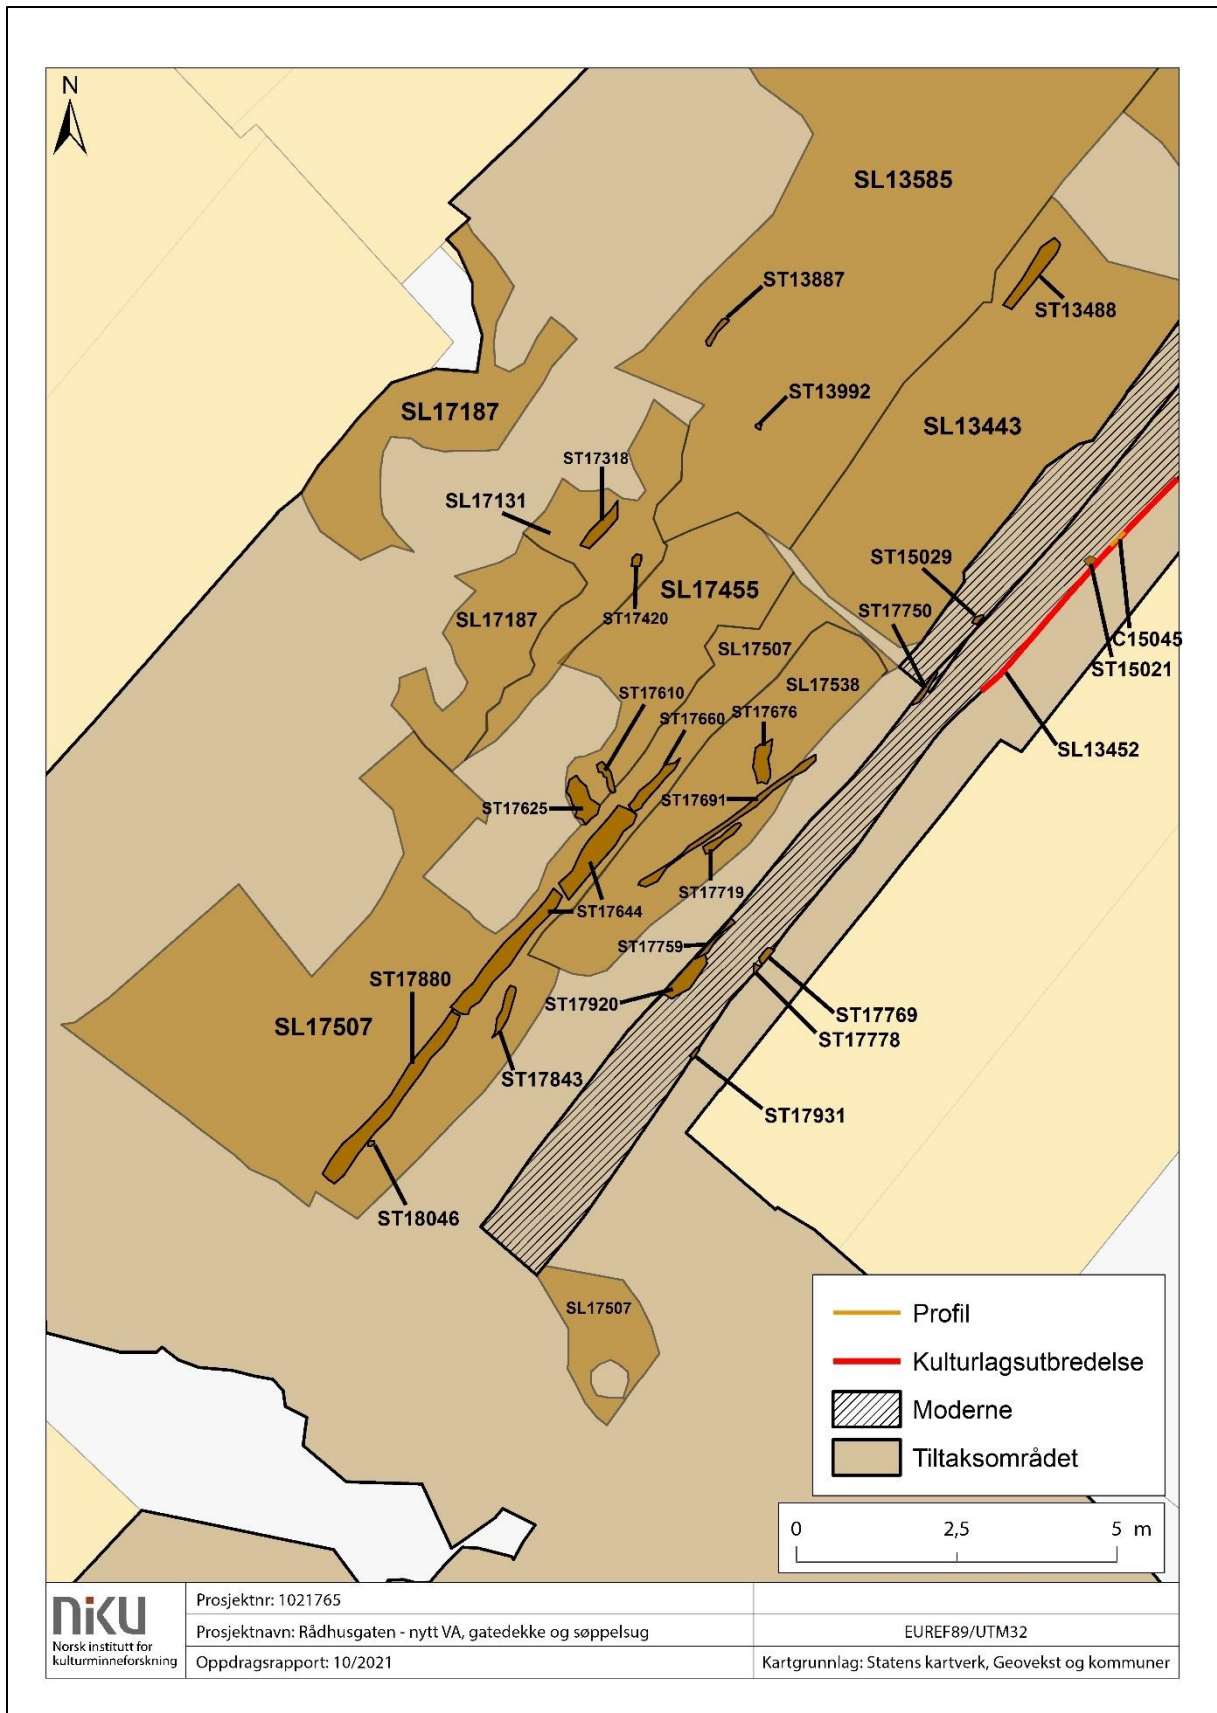 N
SL13585
ST13887
ST13488
ST13992
SL17187
SL13443
ST17318
SL17131
ST15029
SL17455
ST17750
ST17420
SL17187
C15045
SL17507
ST15021
SL17538
ST17610
ST17660
ST17676
SL13452
ST17691
ST17625
ST17719
ST17644
ST17759
ST17880
ST17920
ST17769
SL17507
ST17778
ST17843
ST17931
ST18046
SL17507
Profil
Kulturlagsutbredelse
Moderne
Tiltaksområdet
0 2,5 5 m
niku
Norsk institutt for
kulturminneforskning
Prosjektnr: 1021765
Prosjektnavn: Rådhusgaten - nytt VA, gatedekke og søppelsug
EUREF89/UTM32
Oppdragsrapport: 10/2021
Kartgrunnlag: Statens kartverk, Geovekst og kommuner